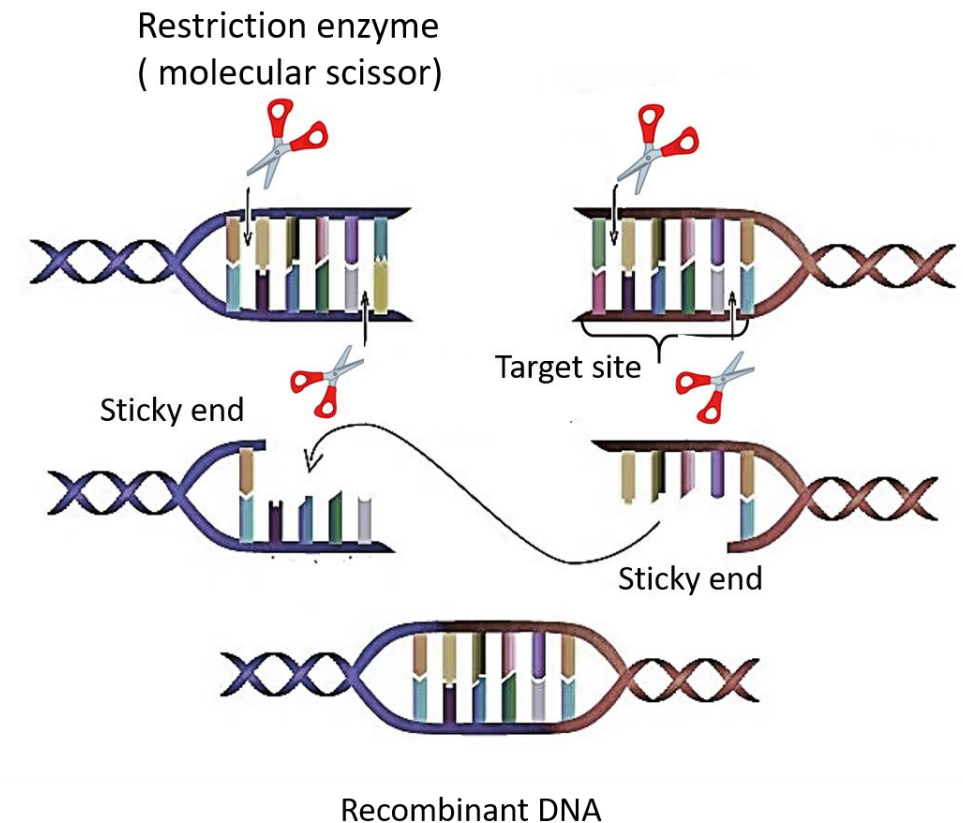 Restriction enzyme
( molecular scissor)
Target site
Sticky end
Sticky end
Recombinant DNA